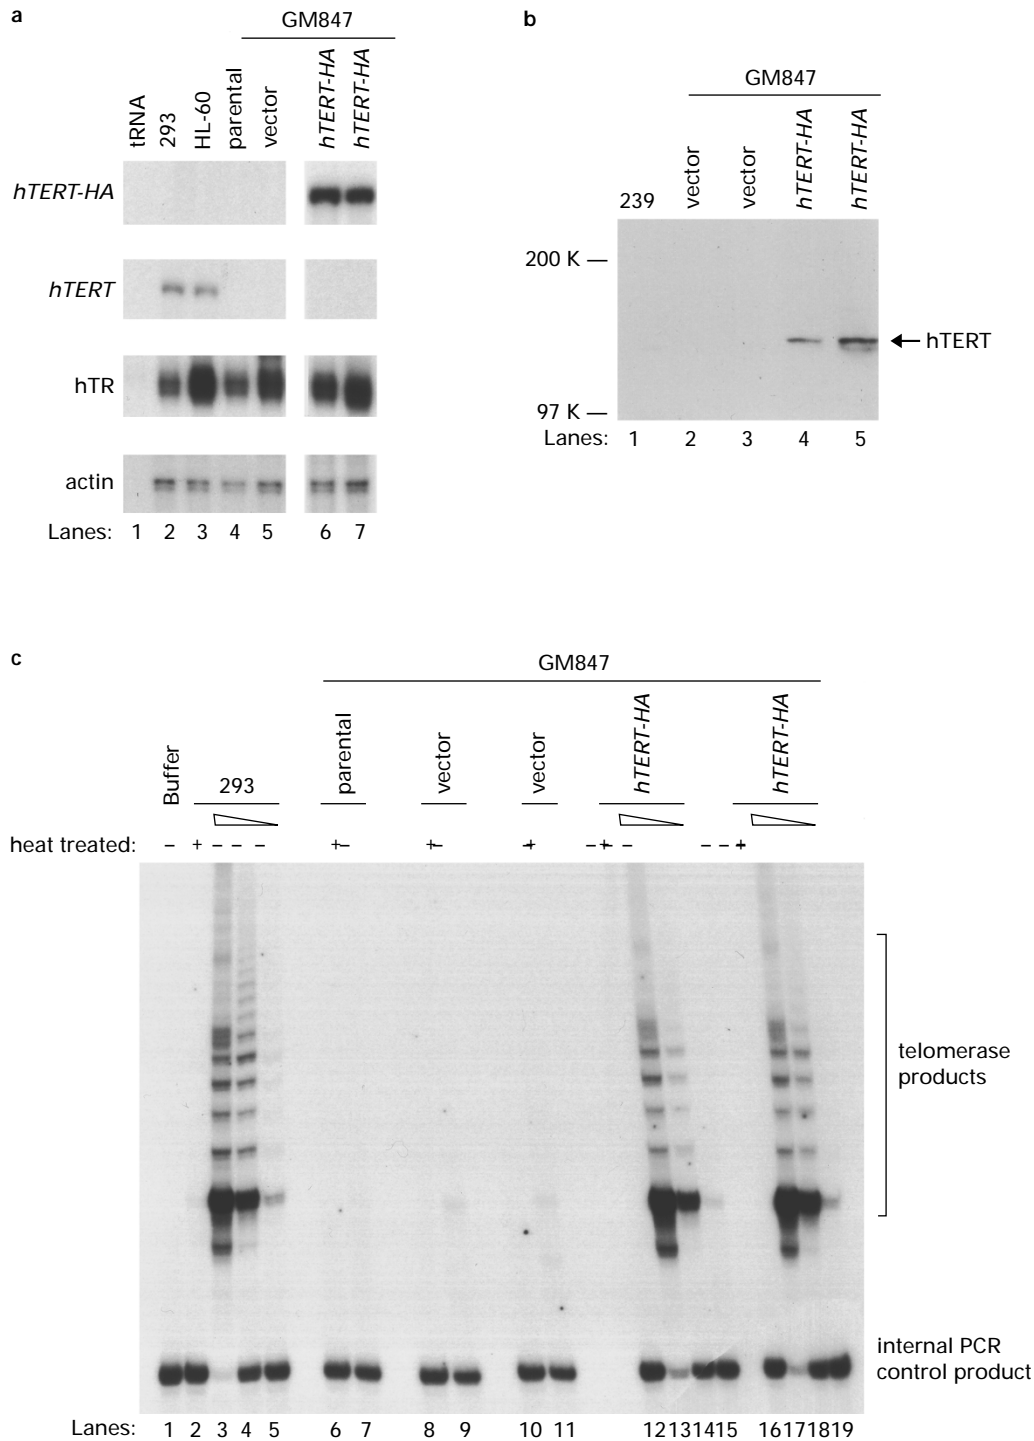 a
GM847
tRNA
293
HL-60
parental
vector
hTERT-HA
hTERT-HA
hTERT-HA
hTERT
hTR
actin
Lanes: 1 2 3 4 5 6 7
b
GM847
239
vector
vector
hTERT-HA
hTERT-HA
200 K
hTERT
97 K
Lanes: 1 2 3 4 5
c
GM847
Buffer
293
parental
vector
vector
hTERT-HA
hTERT-HA
heat treated: – + – – – +– +– –+ –+ – – – +
telomerase
products
internal PCR
control product
Lanes: 1 2 3 4 5 6 7 8 9 10 11 12 13 14 15 16 17 18 19